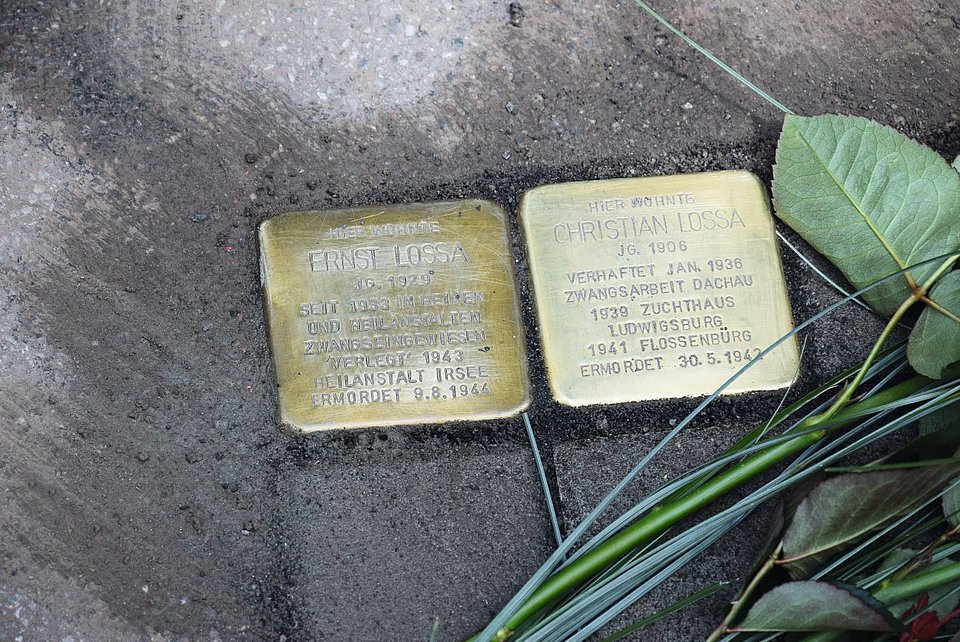 HIER WOHNTE
ERNST LOSSA
JG. 1929
SEIT 1933 IN HEIMEN
UND HEILANSTALTEN
ZWANGSEINGEWIESEN
'VERLEGT' 1943
HEILANSTALT IRSEE
ERMORDET 9.8.1944
HIER WOHNTE
CHRISTIAN LOSSA
JG. 1906
VERHAFTET JAN. 1936
ZWANGSARBEIT DACHAU
1939 ZUCHTHAUS
LUDWIGSBURG
1941 FLOSSENBÜRG
ERMORDET 30.5.1942